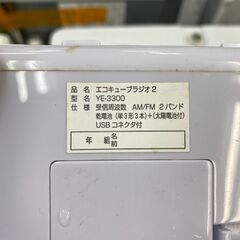 品名 エコキューブラジオ2
型名 YE-3300
仕様 受信周波数 AM/FM 2バンド
乾電池(単3形3本)+(太陽電池付)
USBコネクタ付
年 組
名前